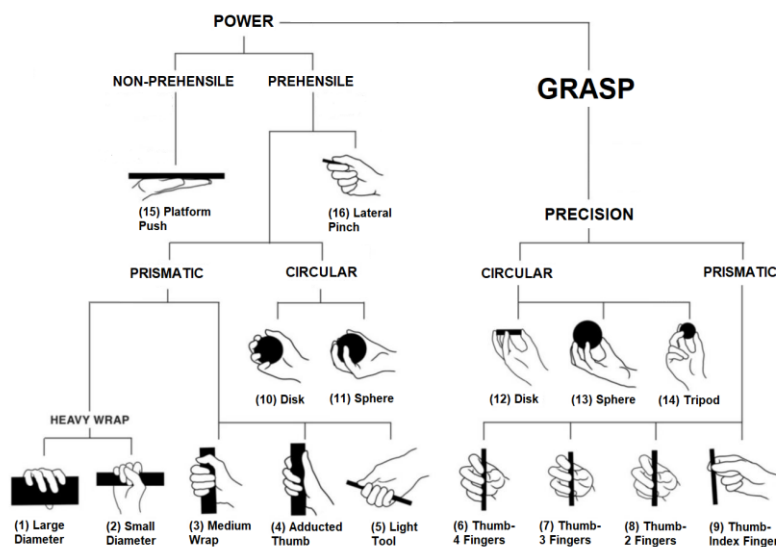 POWER
NON-PREHENSILE
PREHENSILE
GRASP
(15) Platform
Push
(16) Lateral
Pinch
PRECISION
PRISMATIC
CIRCULAR
CIRCULAR
PRISMATIC
(10) Disk
(11) Sphere
(12) Disk
(13) Sphere
(14) Tripod
HEAVY WRAP
(1) Large
Diameter
(2) Small
Diameter
(3) Medium
Wrap
(4) Adducted
Thumb
(5) Light
Tool
(6) Thumb-
4 Fingers
(7) Thumb-
3 Fingers
(8) Thumb-
2 Fingers
(9) Thumb-
Index Finger